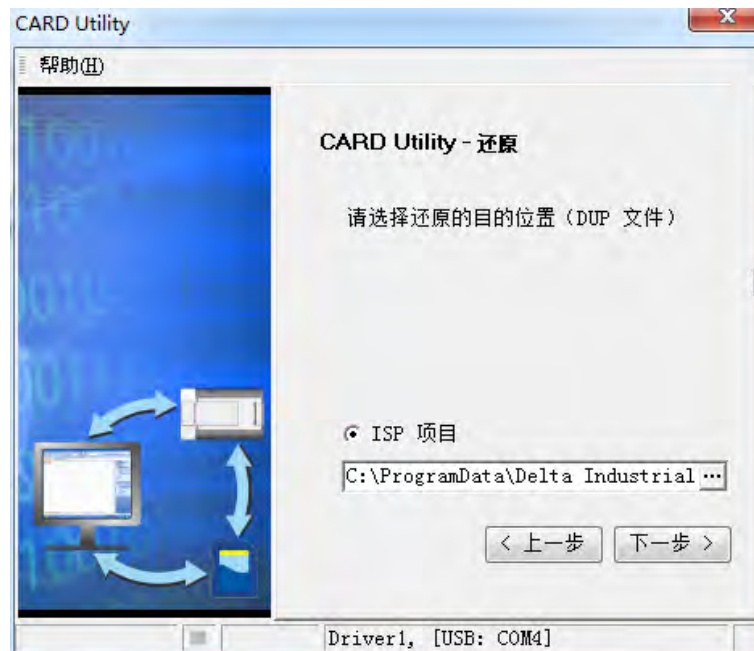 CARD Utility
帮助(H)
CARD Utility - 还原
请选择还原的目的位置（DUP 文件）
ISP 项目
C:\ProgramData\Delta Industrial ...
< 上一步
下一步 >
Driver1, [USB: COM4]